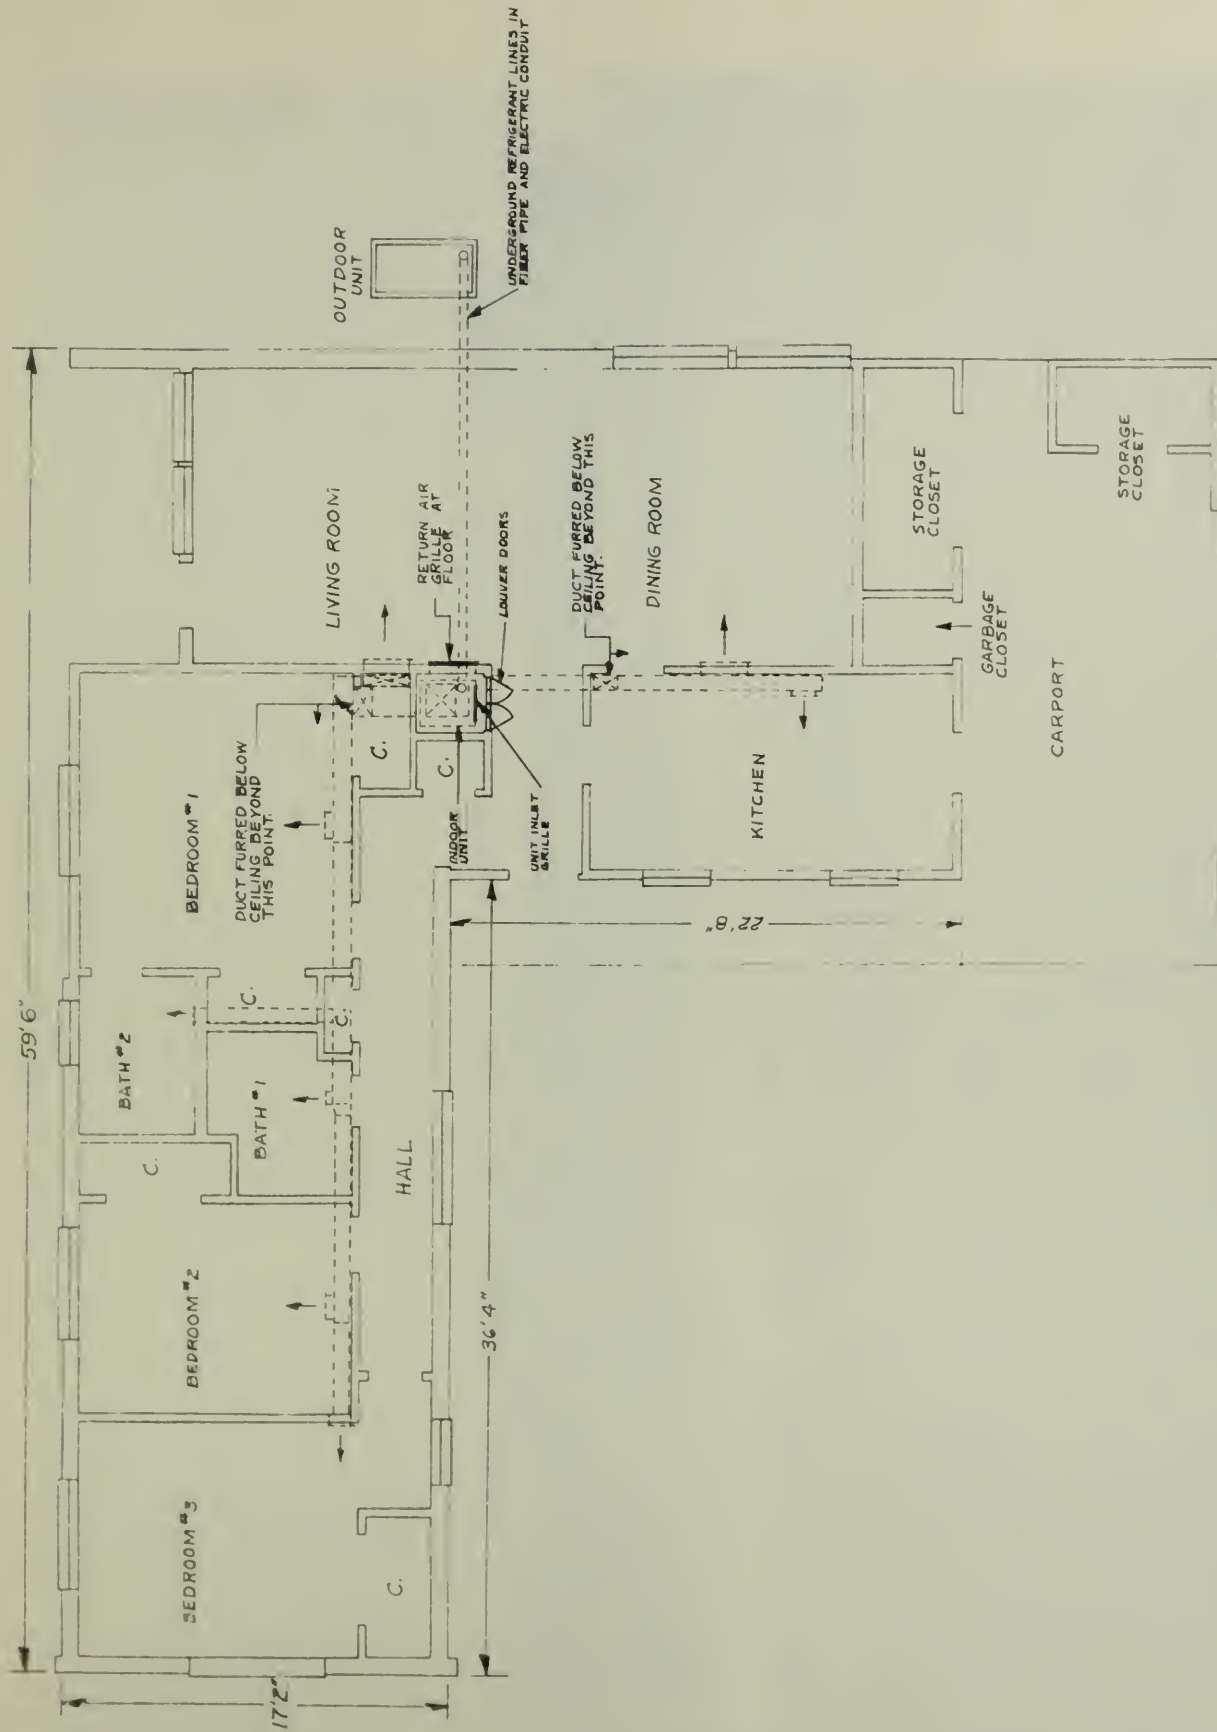 59'6"
17'2"
36'4"
22'8"
OUTDOOR
UNIT
UNDERGROUND REFRIGERANT LINES IN
FIBER PIPE AND ELECTRIC CONDUIT
LIVING ROOM
RETURN AIR
GRILLE AT
FLOOR
LOUVER DOORS
DUCT FURRED BELOW
CEILING BEYOND THIS
POINT.
DINING ROOM
STORAGE
CLOSET
STORAGE
CLOSET
GARBAGE
CLOSET
CARPORT
KITCHEN
UNIT INLET
GRILLE
INDOOR
UNIT
C.
C.
BEDROOM #1
DUCT FURRED BELOW
CEILING BEYOND
THIS POINT.
C.
C.
BATH #2
BATH #1
C.
HALL
BEDROOM #2
BEDROOM #3
C.